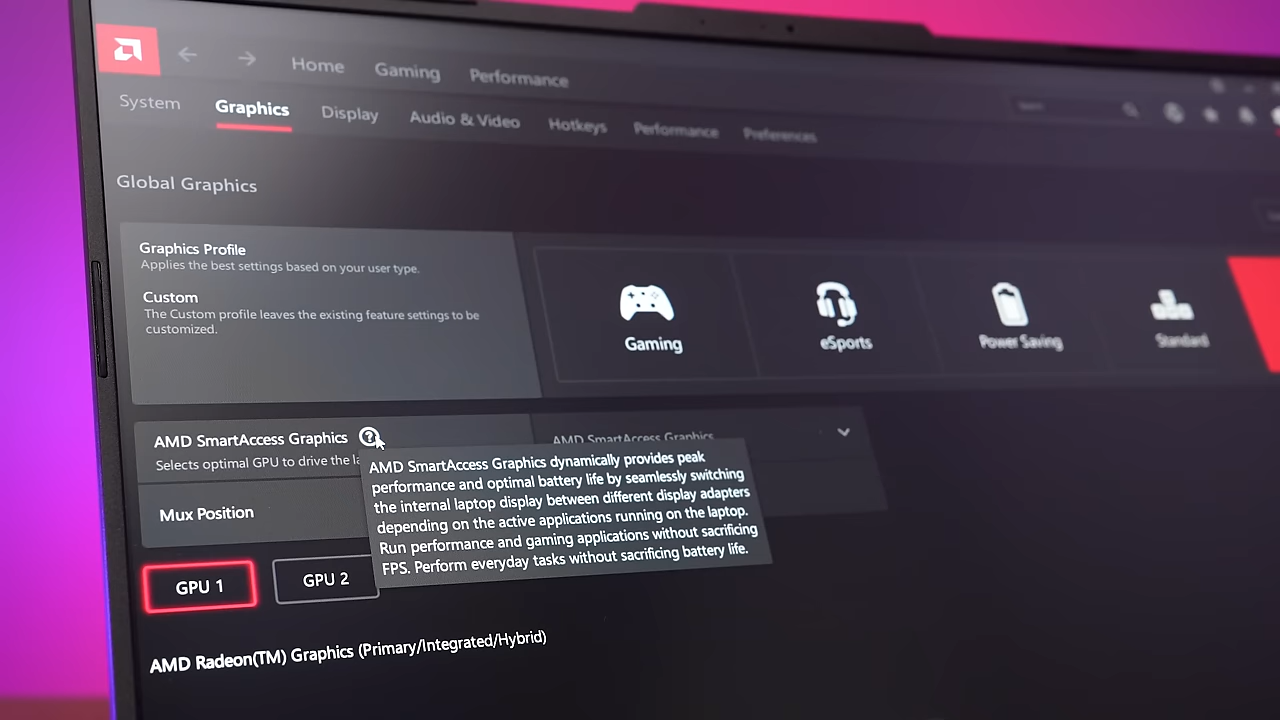 Home Gaming Performance
System Graphics Display Audio & Video Hotkeys Performance Preferences
Global Graphics
Graphics Profile
Applies the best settings based on your user type.
Custom
The Custom profile leaves the existing feature settings to be
customized.
Gaming
eSports
Power Saving
Standard
AMD SmartAccess Graphics
Selects optimal GPU to drive the
AMD SmartAccess Graphics
AMD SmartAccess Graphics dynamically provides peak
performance and optimal battery life by seamlessly switching
the internal laptop display between different display adapters
depending on the active applications running on the laptop.
Run performance and gaming applications without sacrificing
FPS. Perform everyday tasks without sacrificing battery life.
Mux Position
GPU 1
GPU 2
AMD Radeon(TM) Graphics (Primary/Integrated/Hybrid)